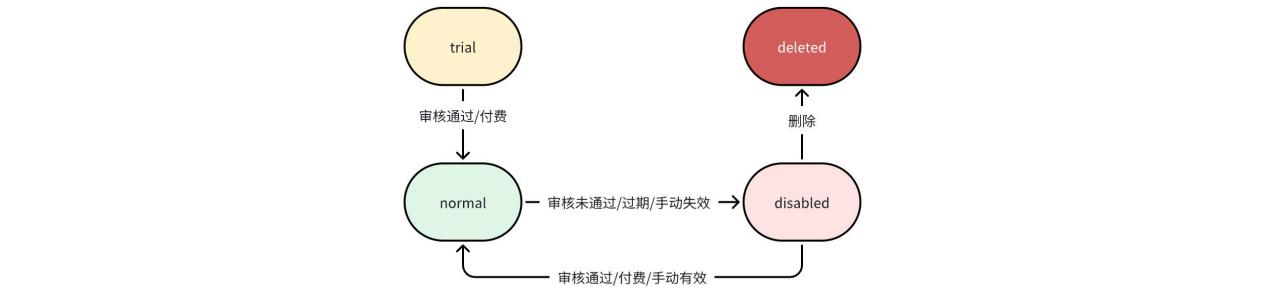 trial
deleted
审核通过/付费
删除
normal
审核未通过/过期/手动失效
disabled
审核通过/付费/手动有效